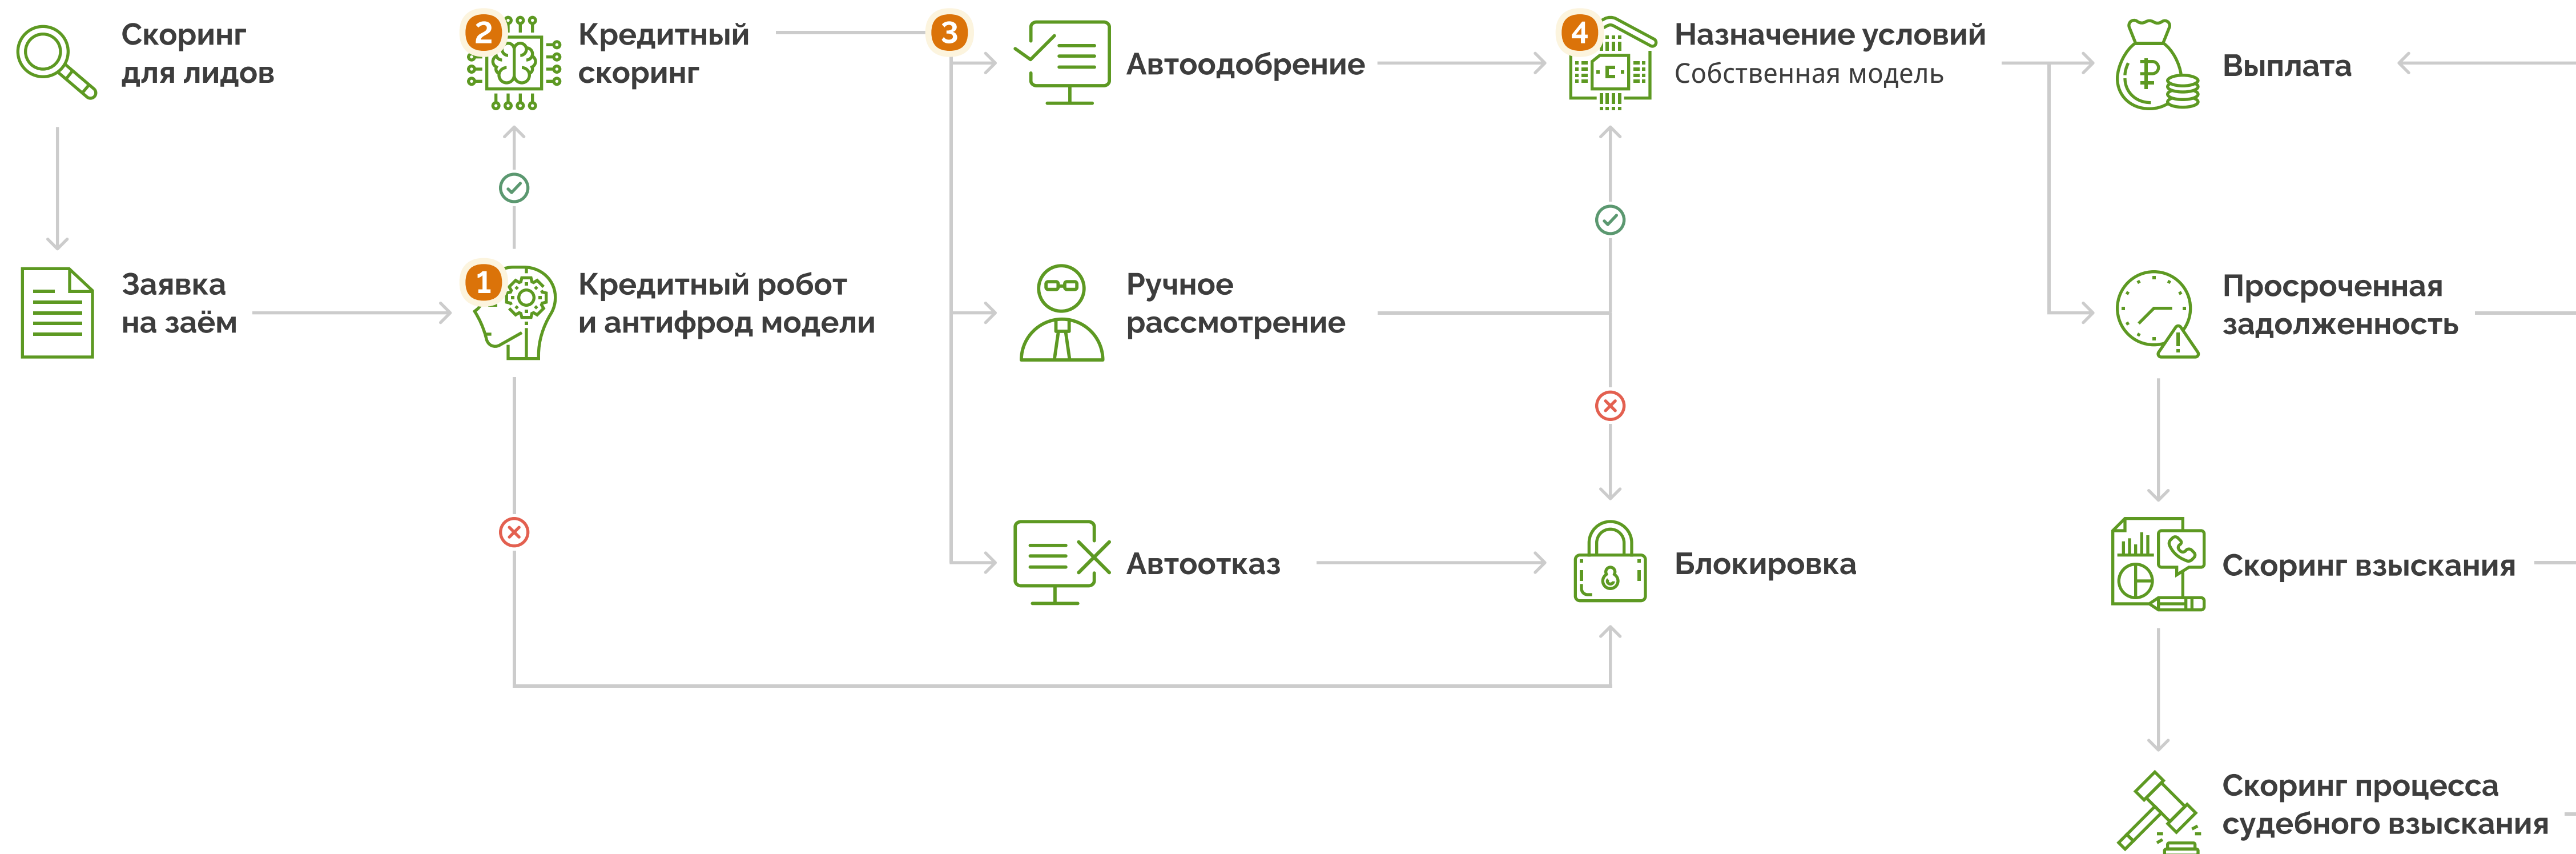 Скоринг
для лидов
2
Кредитный
скоринг
3
Автоодобрение
4
Назначение условий
Собственная модель
Выплата
Заявка
на заём
1
Кредитный робот
и антифрод модели
Ручное
рассмотрение
Просроченная
задолженность
Автоотказ
Блокировка
Скоринг взыскания
Скоринг процесса
судебного взыскания